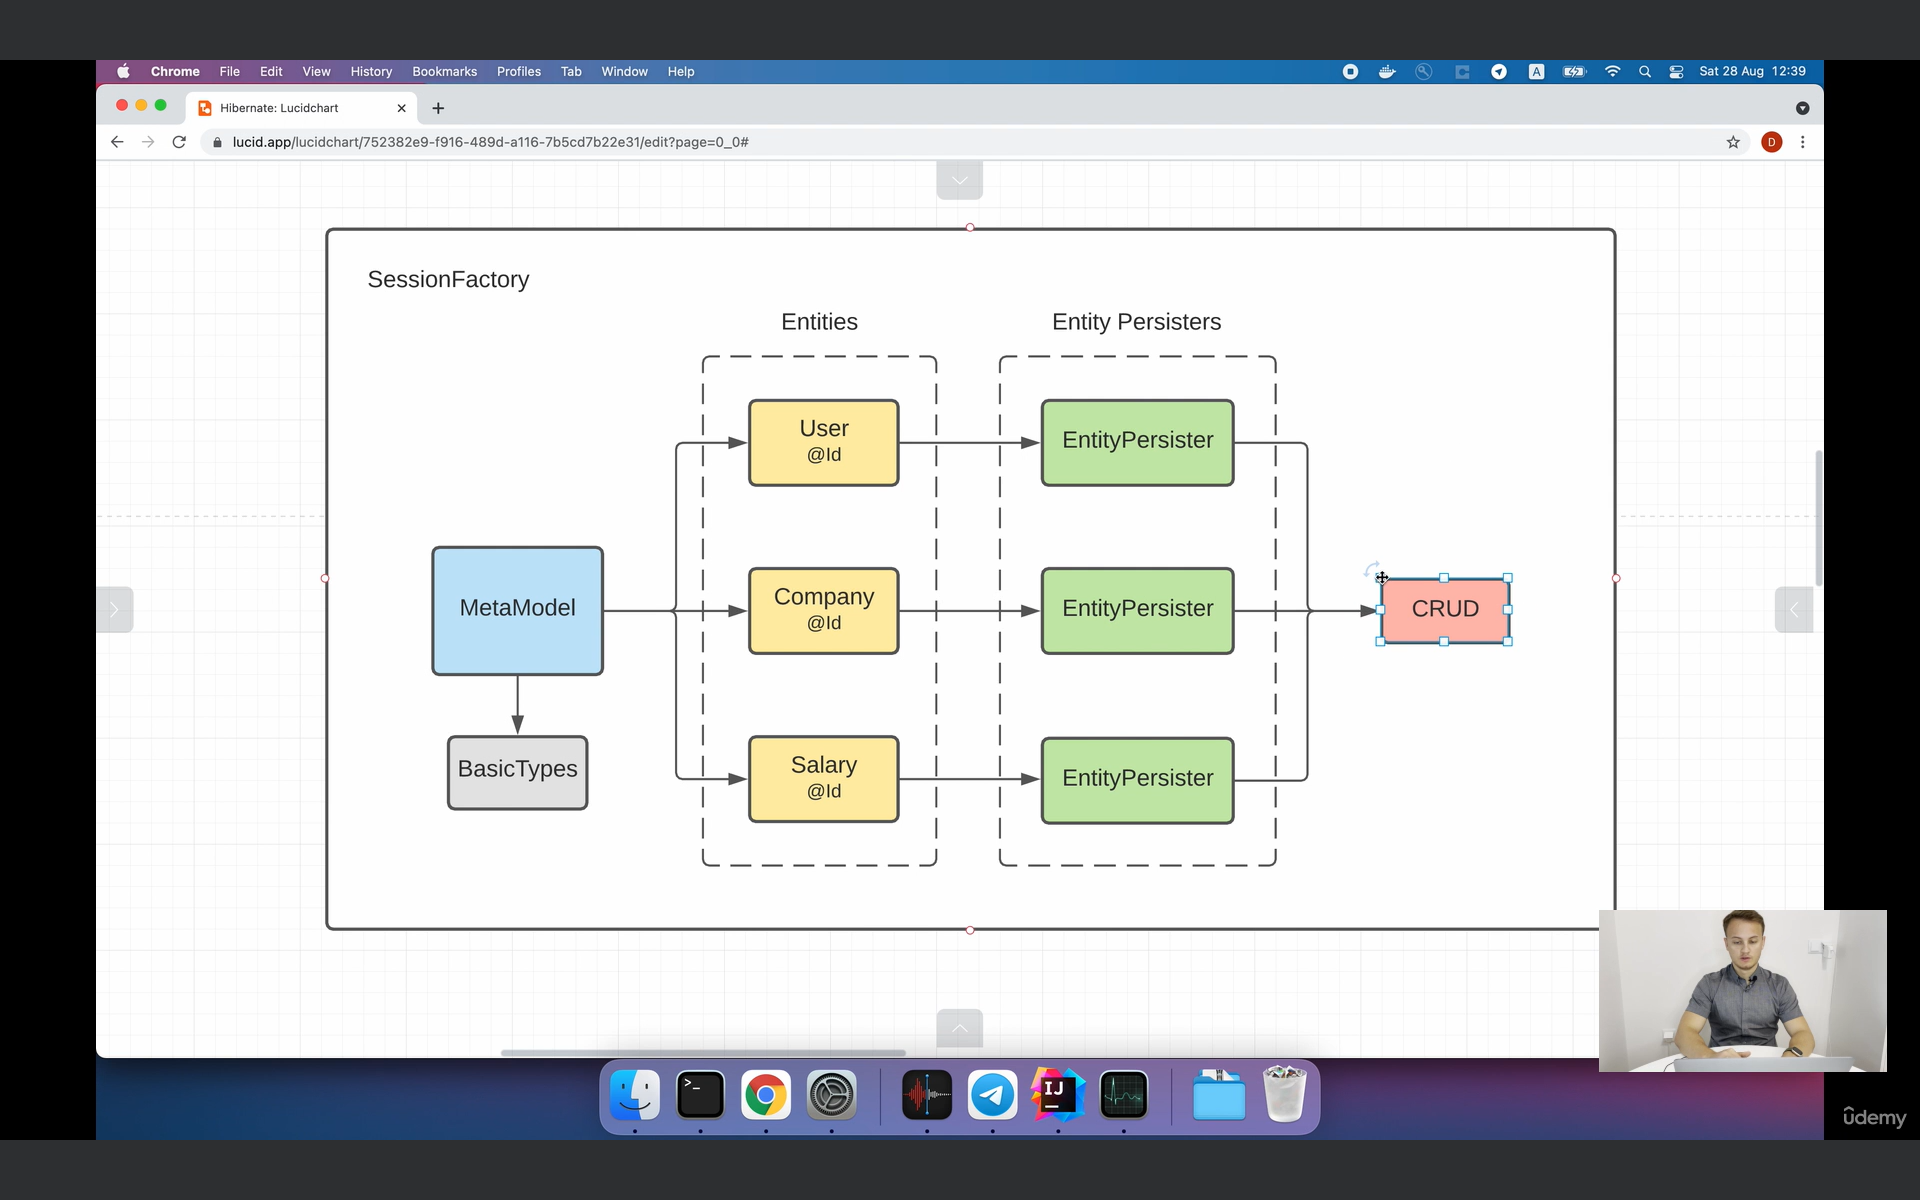 Chrome File Edit View History Bookmarks Profiles Tab Window Help
A
Sat 28 Aug 12:39
Hibernate: Lucidchart
lucid.app/lucidchart/752382e9-f916-489d-a116-7b5cd7b22e31/edit?page=0_0#
D
SessionFactory
Entities
Entity Persisters
User
@Id
EntityPersister
MetaModel
Company
@Id
EntityPersister
CRUD
BasicTypes
Salary
@Id
EntityPersister
>_
IJ
udemy